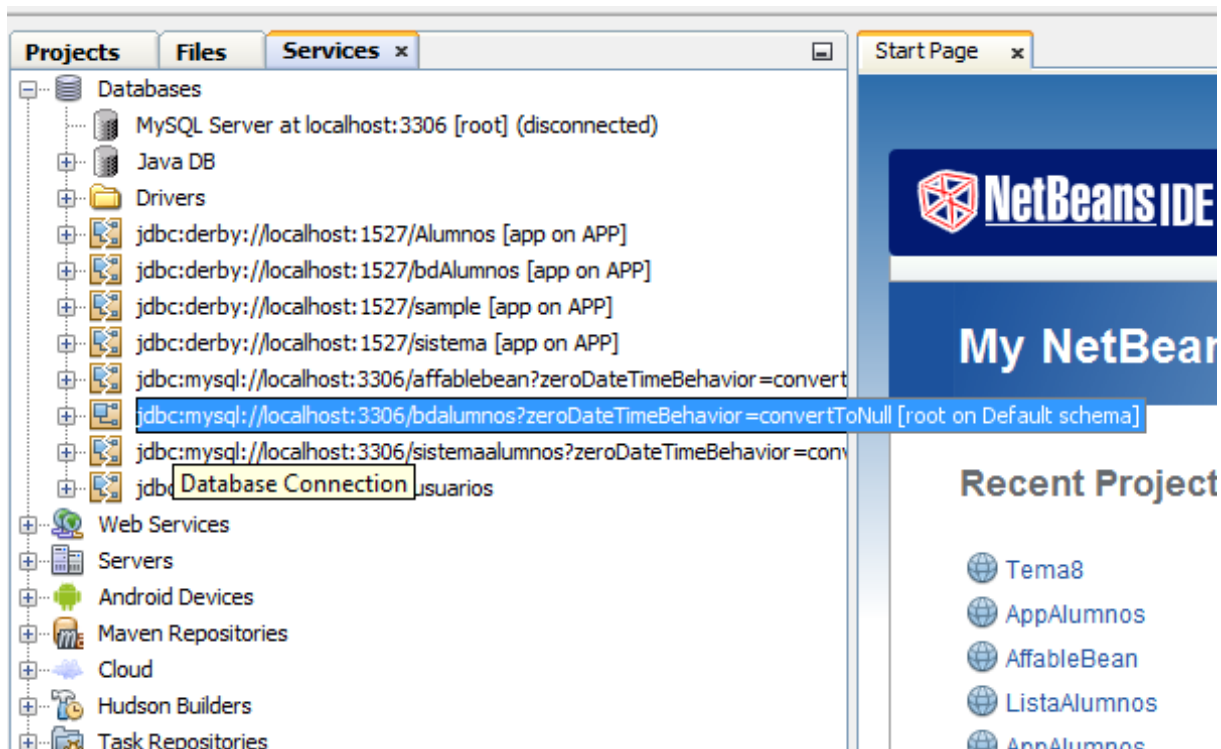 Projects Files Services
Start Page
Databases
MySQL Server at localhost:3306 [root] (disconnected)
Java DB
Drivers
jdbc:derby://localhost:1527/Alumnos [app on APP]
jdbc:derby://localhost:1527/bdAlumnos [app on APP]
jdbc:derby://localhost:1527/sample [app on APP]
jdbc:derby://localhost:1527/sistema [app on APP]
jdbc:mysql://localhost:3306/affablebean?zeroDateTimeBehavior=convert
jdbc:mysql://localhost:3306/bdalumnos?zeroDateTimeBehavior=convertToNull [root on Default schema]
jdbc:mysql://localhost:3306/sistemaalumnos?zeroDateTimeBehavior=conv
jdbc
Database Connection
usuarios
Web Services
Servers
Android Devices
Maven Repositories
Cloud
Hudson Builders
Task Repositories
NetBeans IDE
My NetBean
Recent Project
Tema8
AppAlumnos
AffableBean
ListaAlumnos
AppAlumnos